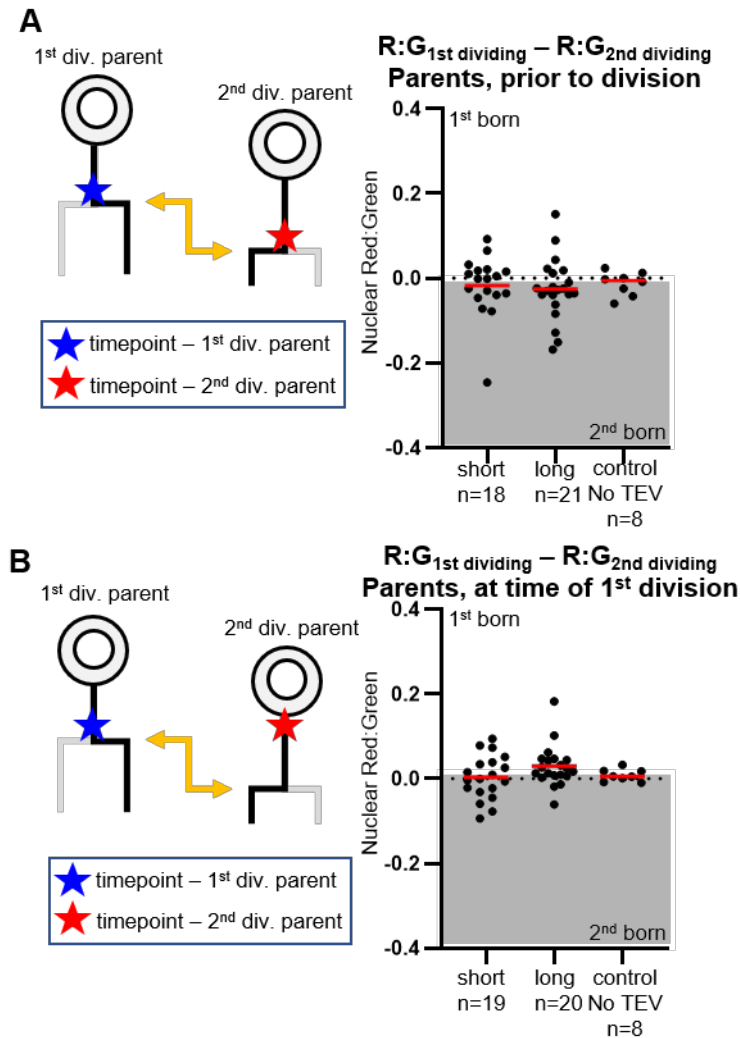 A
1st div. parent
2nd div. parent
timepoint – 1st div. parent
timepoint – 2nd div. parent
R:G1st dividing – R:G2nd dividing
Parents, prior to division
Nuclear Red:Green
0.4
0.2
0.0
-0.2
-0.4
1st born
2nd born
short
n=18
long
n=21
control
No TEV
n=8
B
1st div. parent
2nd div. parent
timepoint – 1st div. parent
timepoint – 2nd div. parent
R:G1st dividing – R:G2nd dividing
Parents, at time of 1st division
Nuclear Red:Green
0.4
0.2
0.0
-0.2
-0.4
1st born
2nd born
short
n=19
long
n=20
control
No TEV
n=8